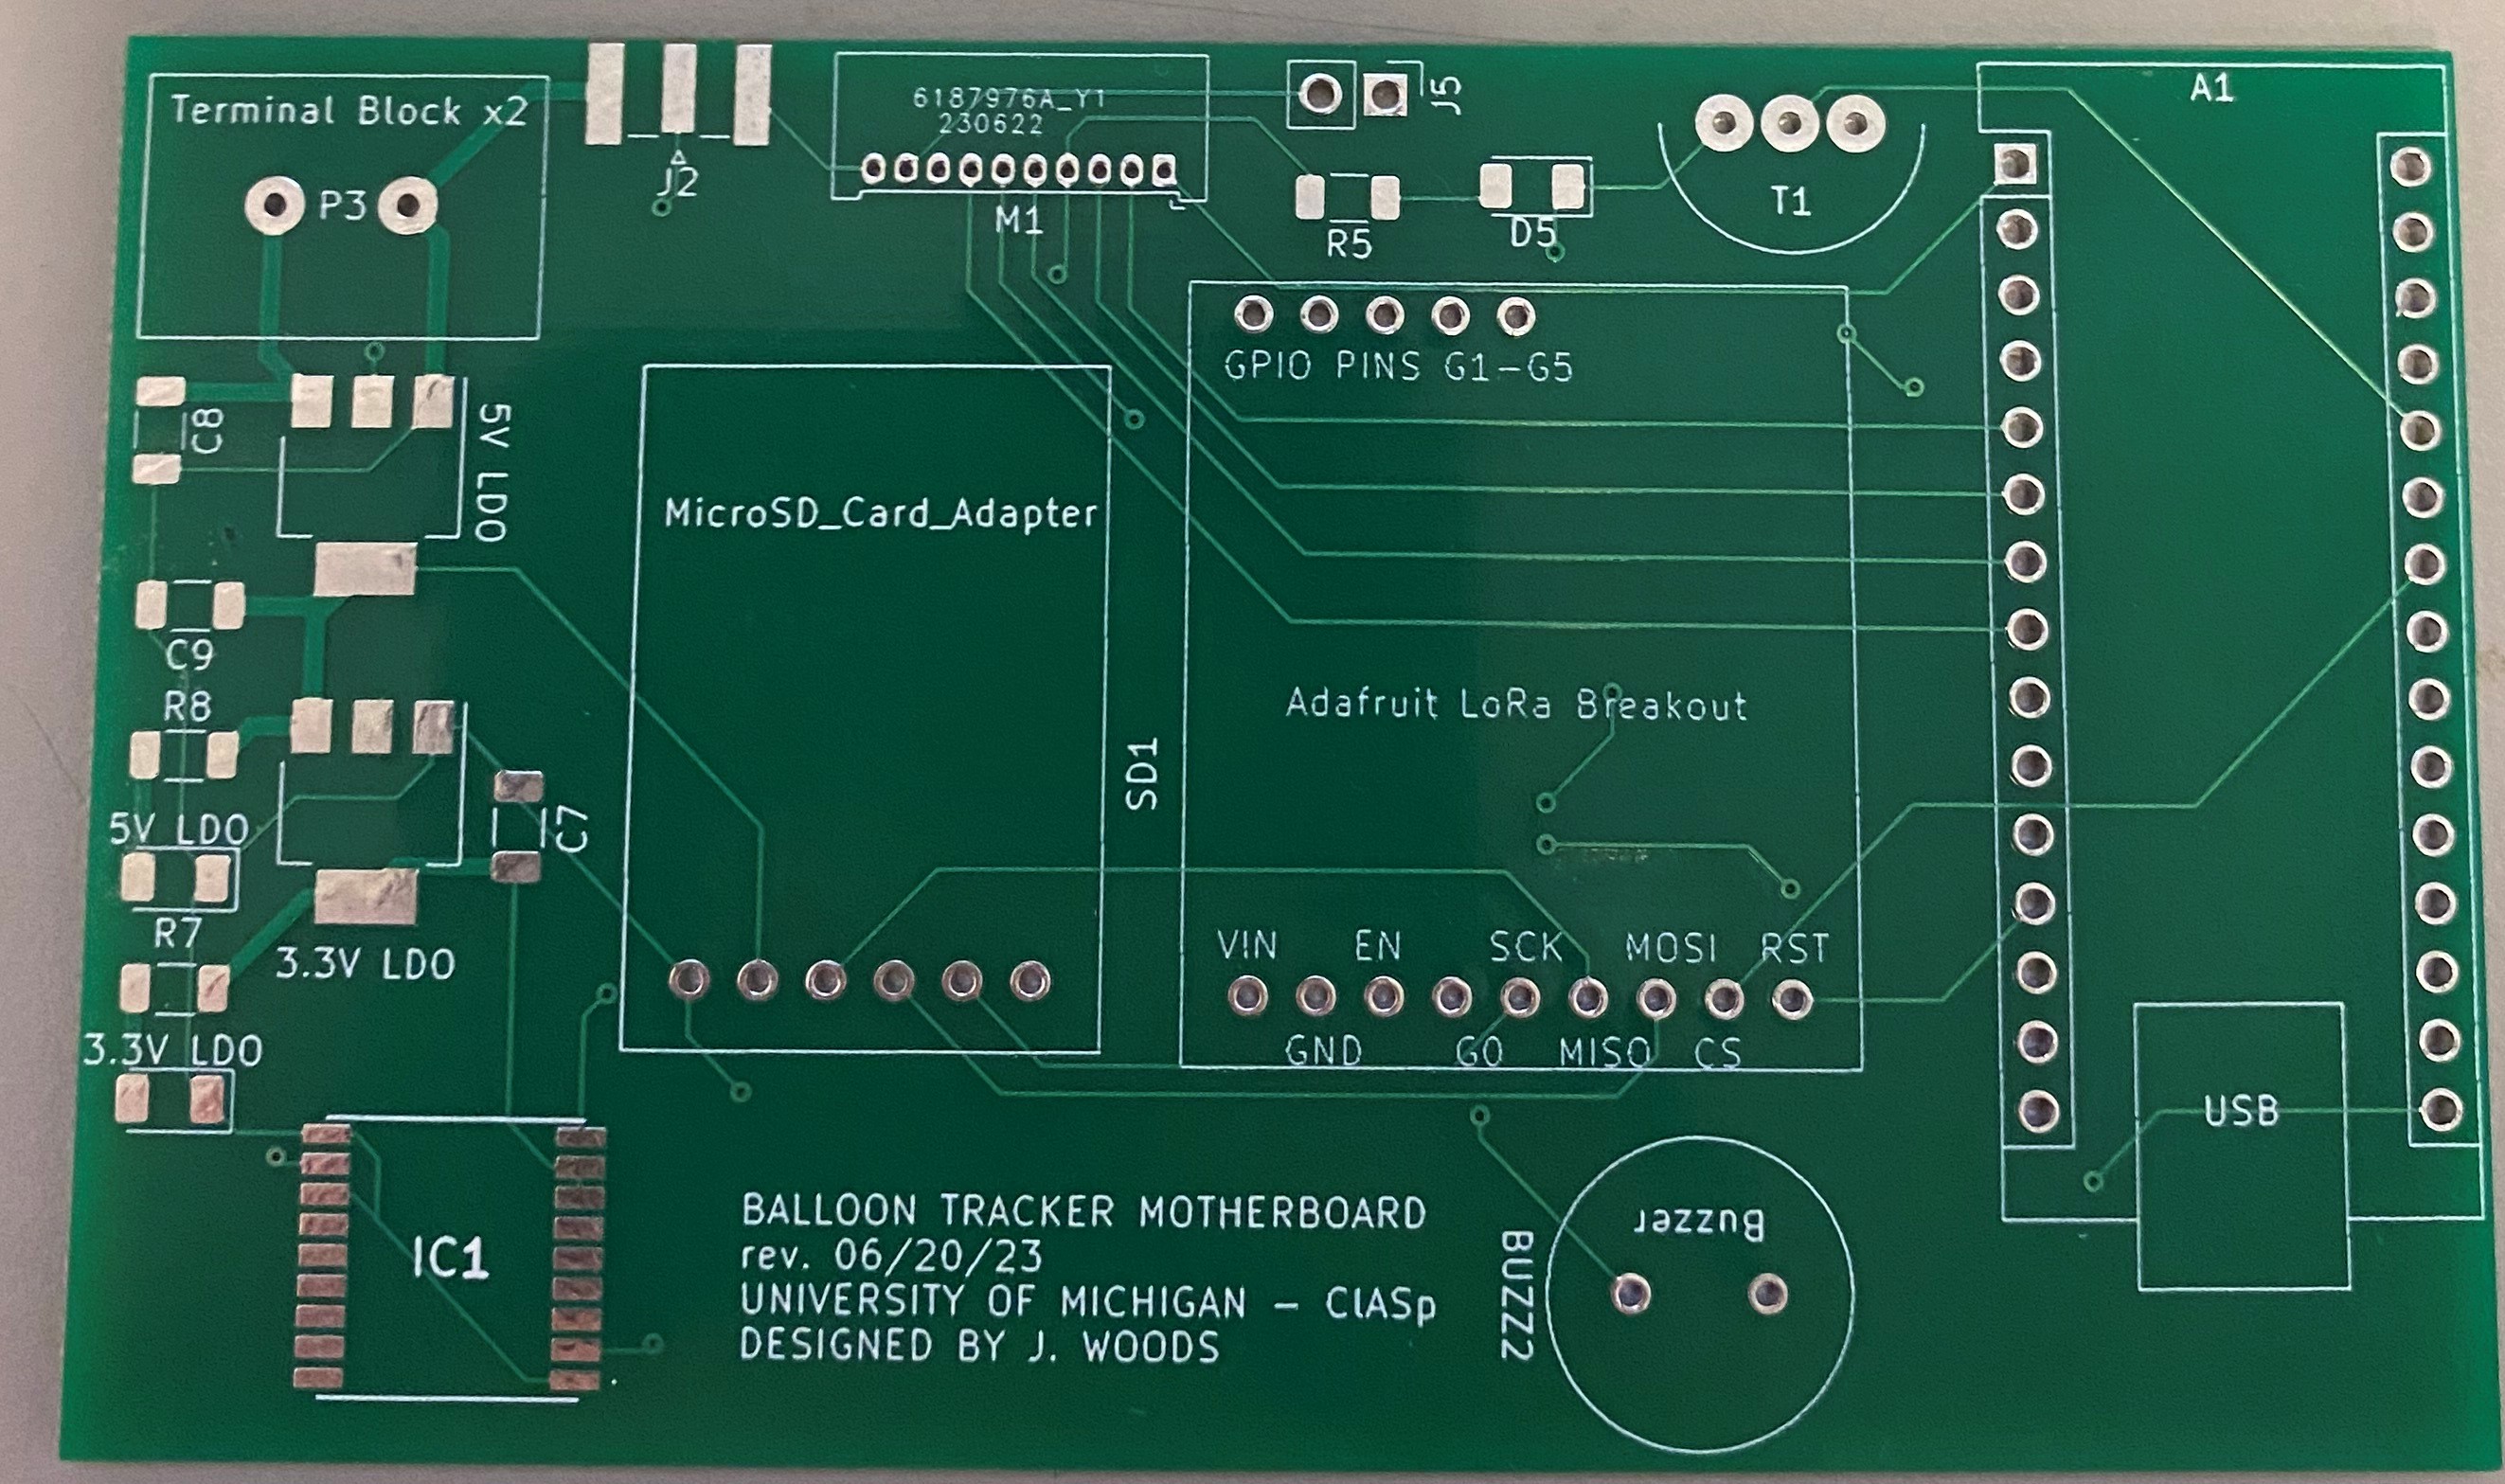 Terminal Block x2
P3
J2
6187976A_Y1
230622
M1
J5
R5
D5
T1
A1
GPIO PINS G1-G5
C8
5V LDO
MicroSD_Card_Adapter
SD1
Adafruit LoRa Breakout
C9
R8
5V LDO
C7
R7
3.3V LDO
3.3V LDO
VIN EN SCK MOSI RST
GND G0 MISO CS
USB
IC1
BALLOON TRACKER MOTHERBOARD
rev. 06/20/23
UNIVERSITY OF MICHIGAN - ClASp
DESIGNED BY J. WOODS
BUZZ2
Buzzer